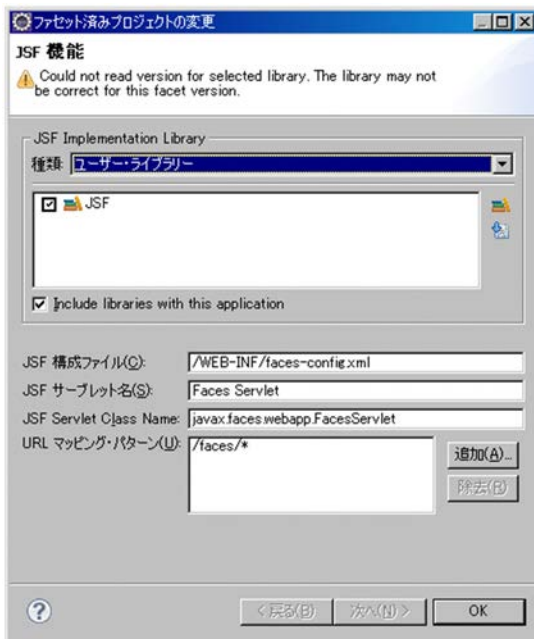 ファセット済みプロジェクトの変更
JSF 機能
Could not read version for selected library. The library may not
be correct for this facet version.
JSF Implementation Library
種類: ユーザー・ライブラリー
JSF
Include libraries with this application
JSF 構成ファイル(C): /WEB-INF/faces-config.xml
JSF サーブレット名(S): Faces Servlet
JSF Servlet Class Name: javax.faces.webapp.FacesServlet
URL マッピング・パターン(U): /faces/*
追加(A)...
除去(R)
? < 戻る(B) 次へ(N) > OK